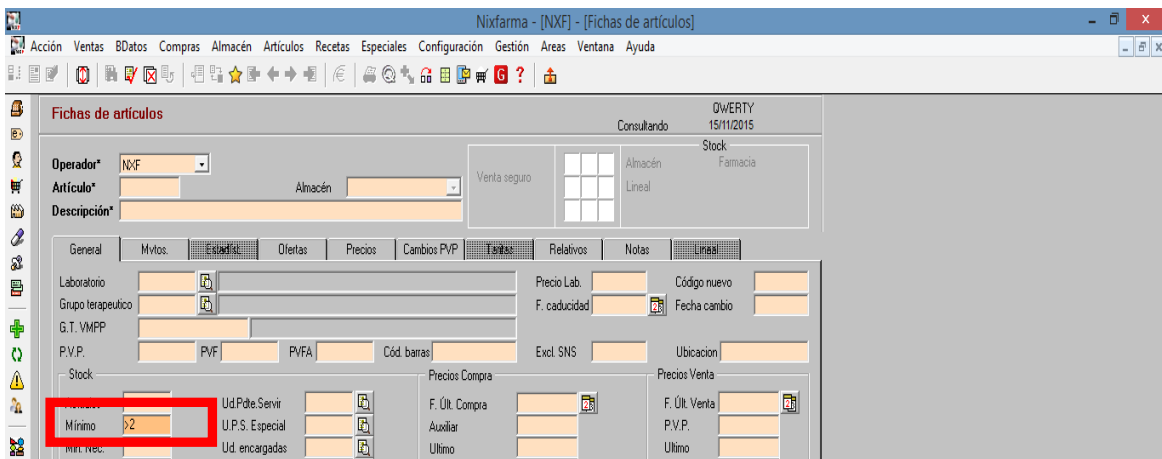 Nixfarma - [NXF] - [Fichas de artículos]
Acción Ventas BDatos Compras Almacén Artículos Recetas Especiales Configuración Gestión Areas Ventana Ayuda
Fichas de artículos
QWERTY
Consultando 15/11/2015
Stock
Operador* NXF
Venta seguro
Almacén Farmacia
Artículo* Almacén
Lineal
Descripción*
General Mvtos. Estadíst. Ofertas Precios Cambios PVP Tarifas Relativos Notas Lineal
Laboratorio Precio Lab. Código nuevo
Grupo terapeutico F. caducidad Fecha cambio
G.T. VMPP
P.V.P. PVF PVFA Cód. barras Excl. SNS Ubicacion
Stock Precios Compra Precios Venta
Ud.Pdte.Servir F. Últ. Compra F. Últ. Venta
Mínimo >2 U.P.S. Especial Auxiliar P.V.P.
Min. Nec. Ud. encargadas Ultimo Ultimo